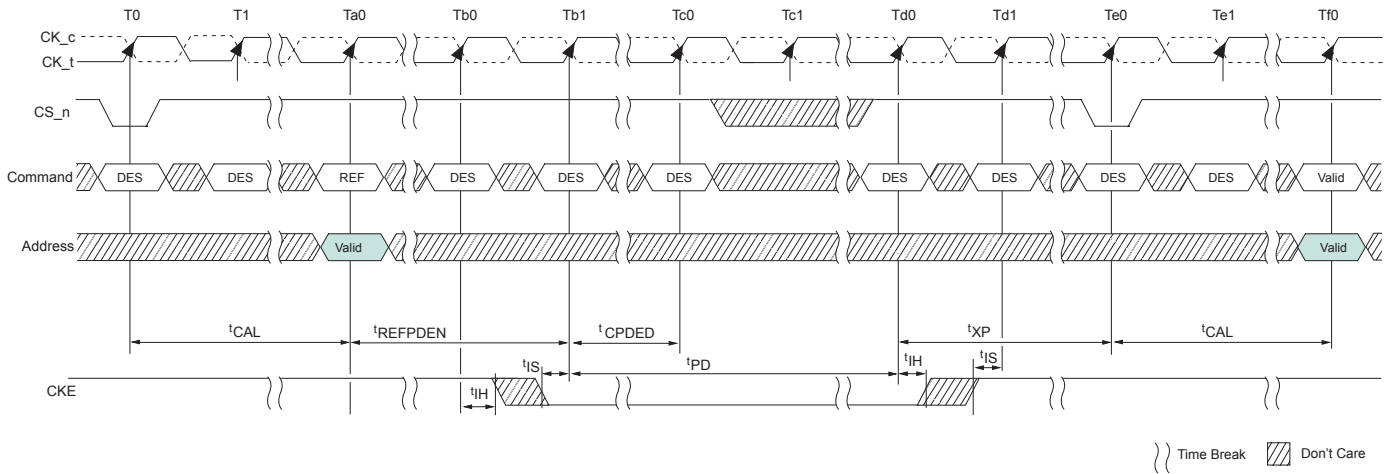 T0 T1 Ta0 Tb0 Tb1 Tc0 Tc1 Td0 Td1 Te0 Te1 Tf0
CK_c
CK_t
CS_n
Command DES DES REF DES DES DES DES DES DES DES Valid
Address Valid Valid
tCAL tREFPDEN tCPDED tXP tCAL
tIS tPD tIH tIS
CKE tIH
Time Break Don't Care